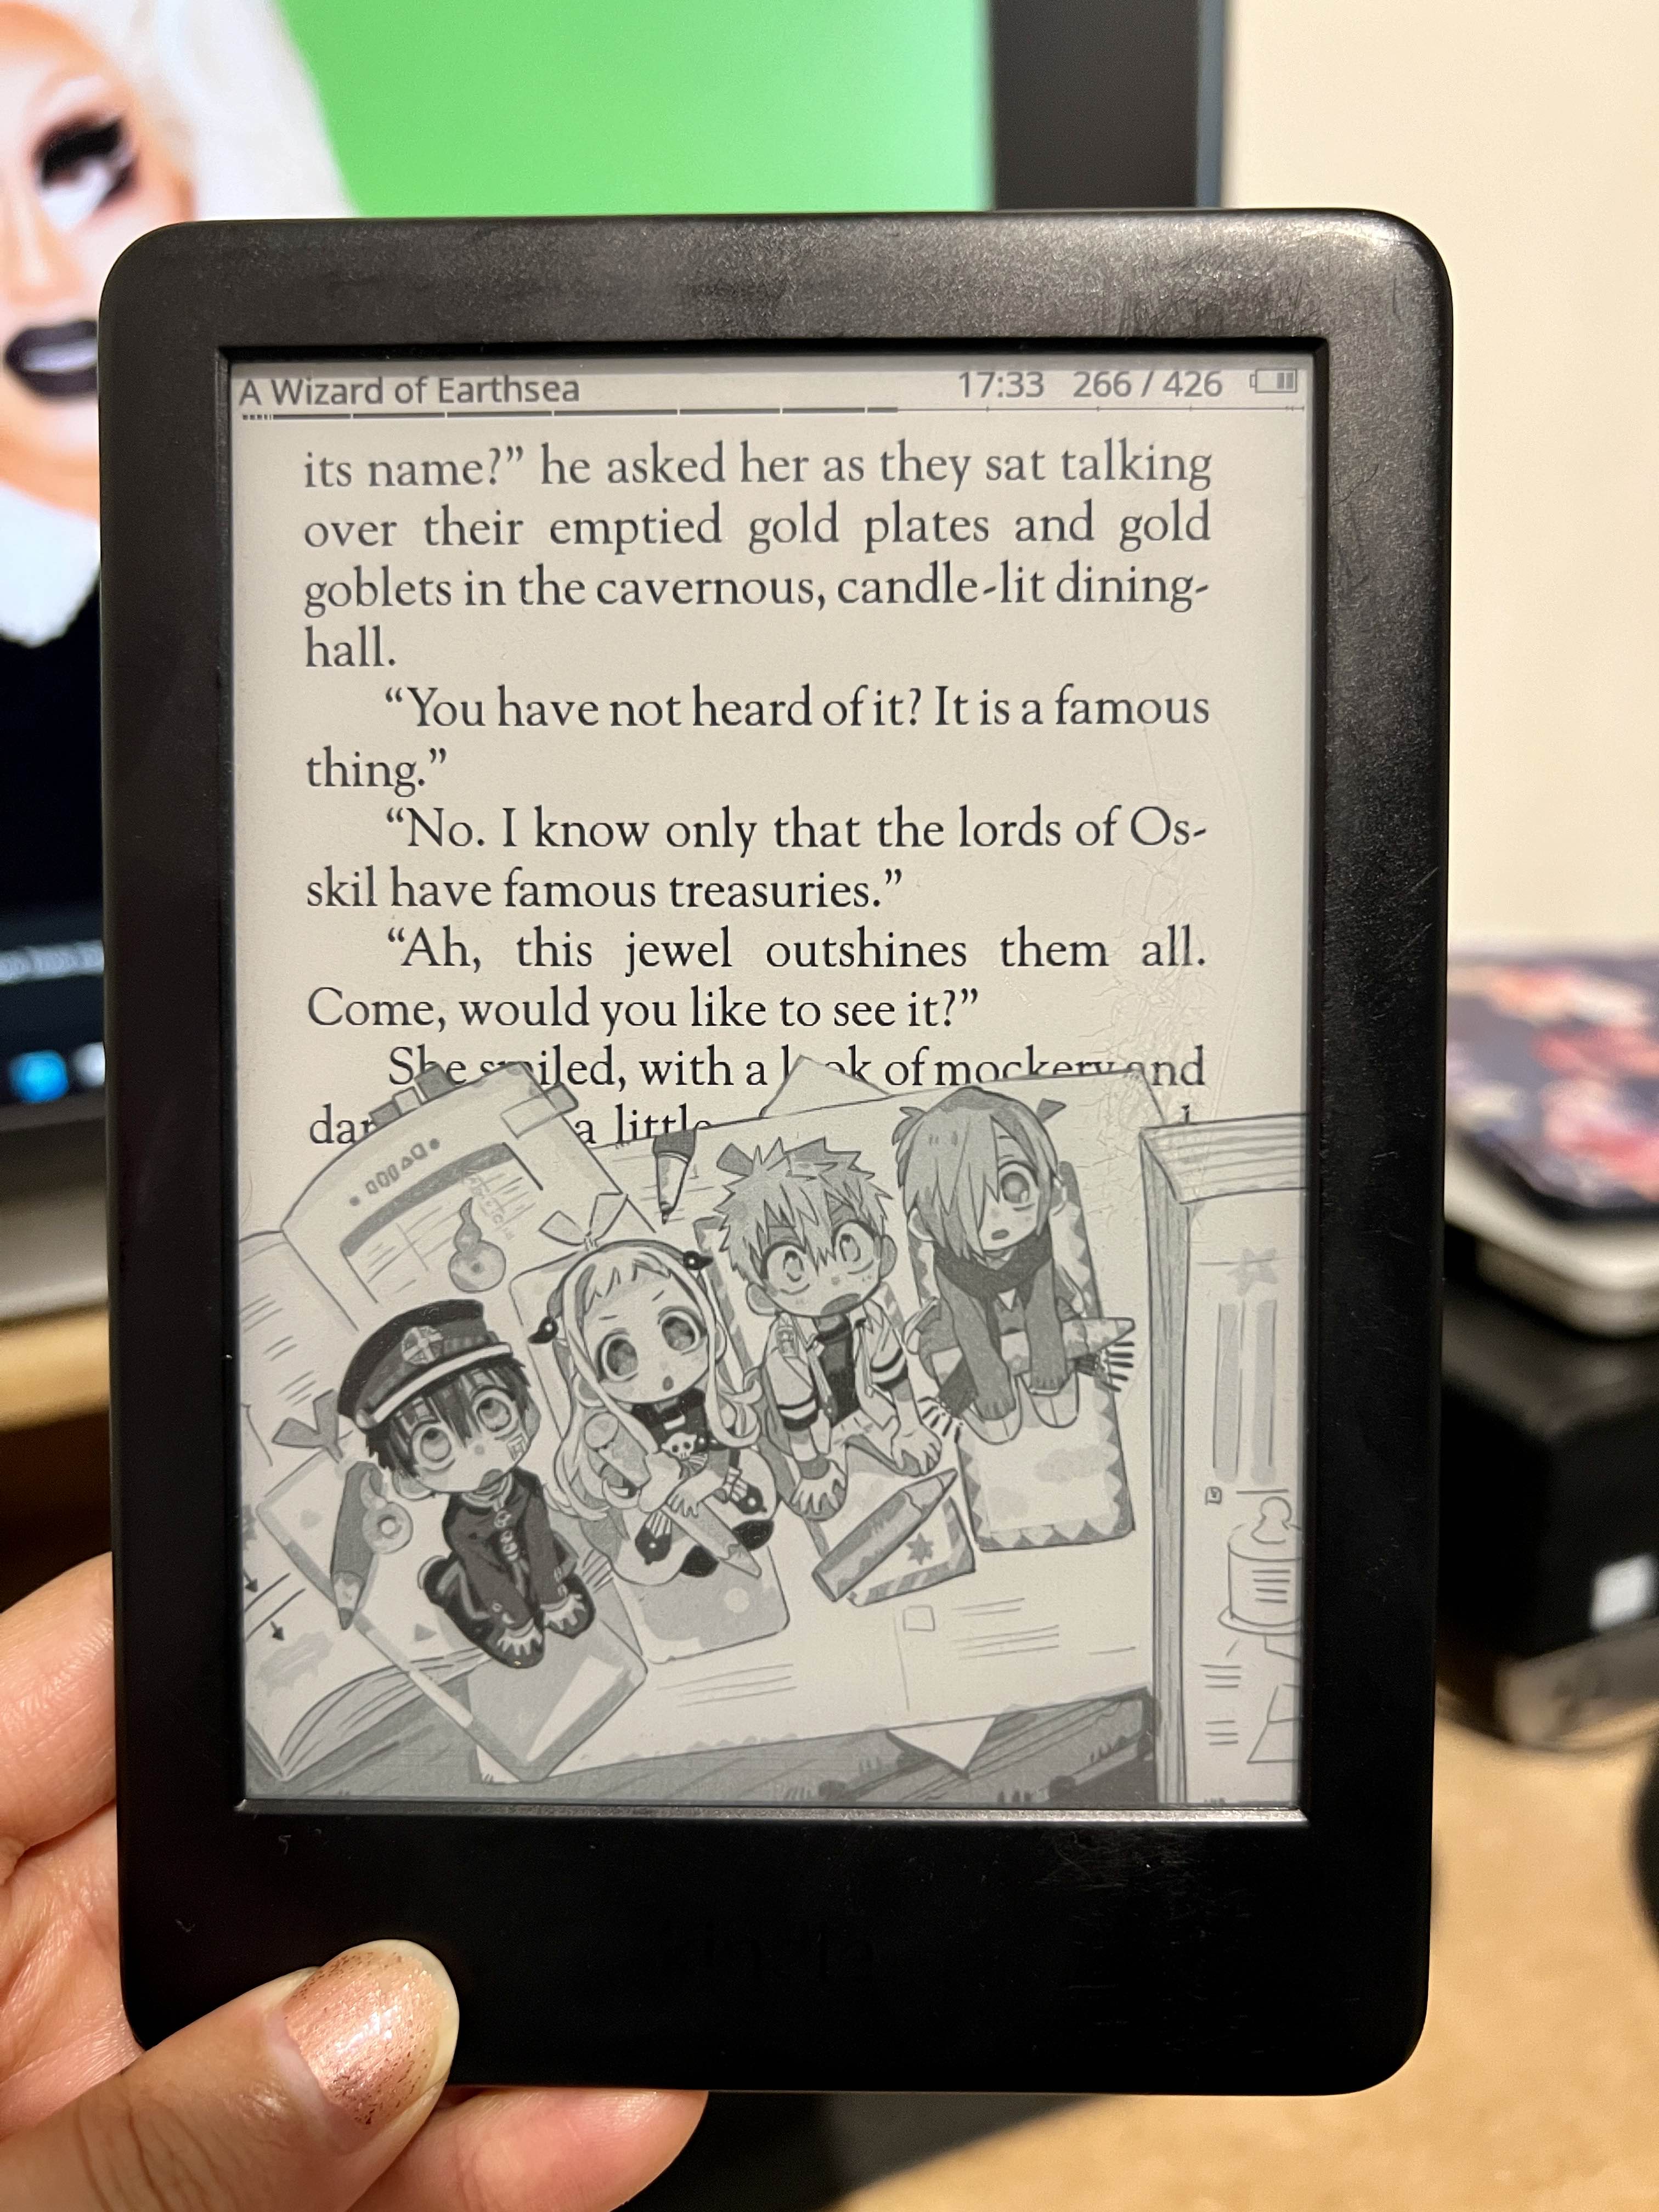 A Wizard of Earthsea 17:33 266 / 426
its name?” he asked her as they sat talking
over their emptied gold plates and gold
goblets in the cavernous, candle-lit dining-
hall.
“You have not heard of it? It is a famous
thing.”
“No. I know only that the lords of Os-
skil have famous treasuries.”
“Ah, this jewel outshines them all.
Come, would you like to see it?”
She smiled, with a look of mockery and
a little